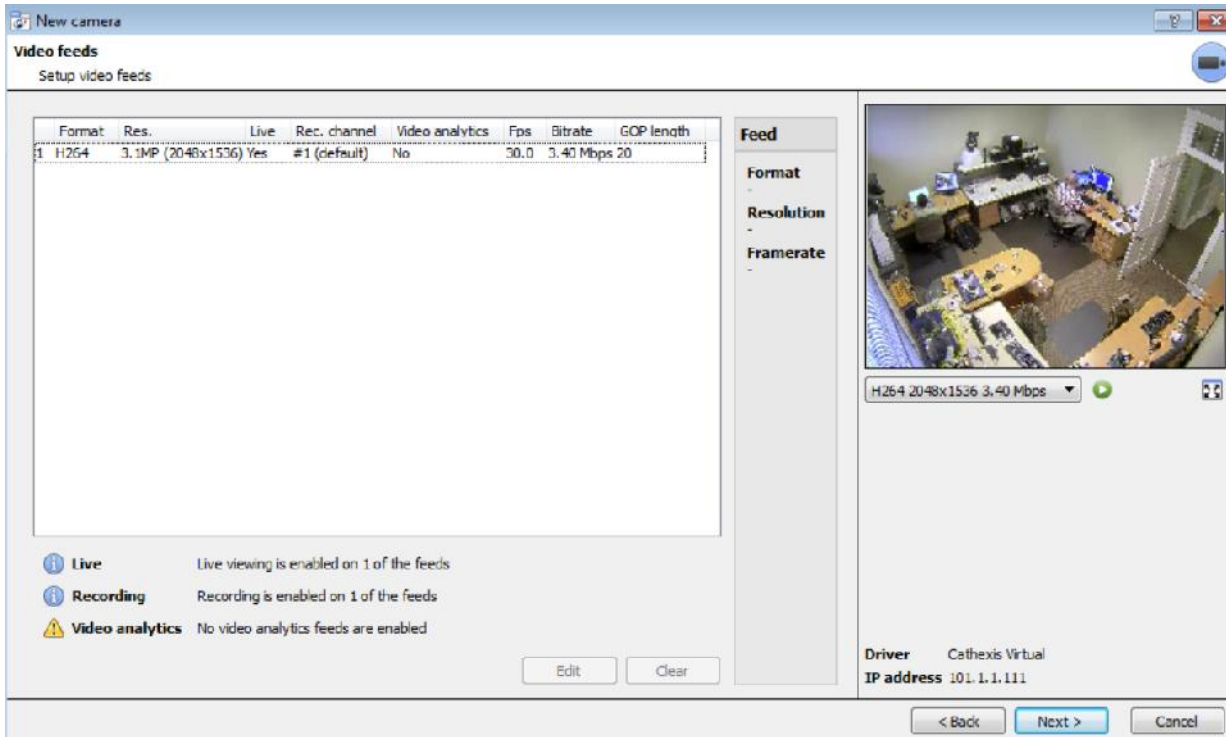 New camera
Video feeds
Setup video feeds
Format Res. Live Rec. channel Video analytics Fps Bitrate GOP length
1 H264 3.1MP (2048x1536) Yes #1 (default) No 30.0 3.40 Mbps 20
Feed
Format
-
Resolution
-
Framerate
-
H264 2048x1536 3.40 Mbps
Live Live viewing is enabled on 1 of the feeds
Recording Recording is enabled on 1 of the feeds
Video analytics No video analytics feeds are enabled
Edit Clear
Driver Cathexis Virtual
IP address 101.1.1.111
< Back Next > Cancel